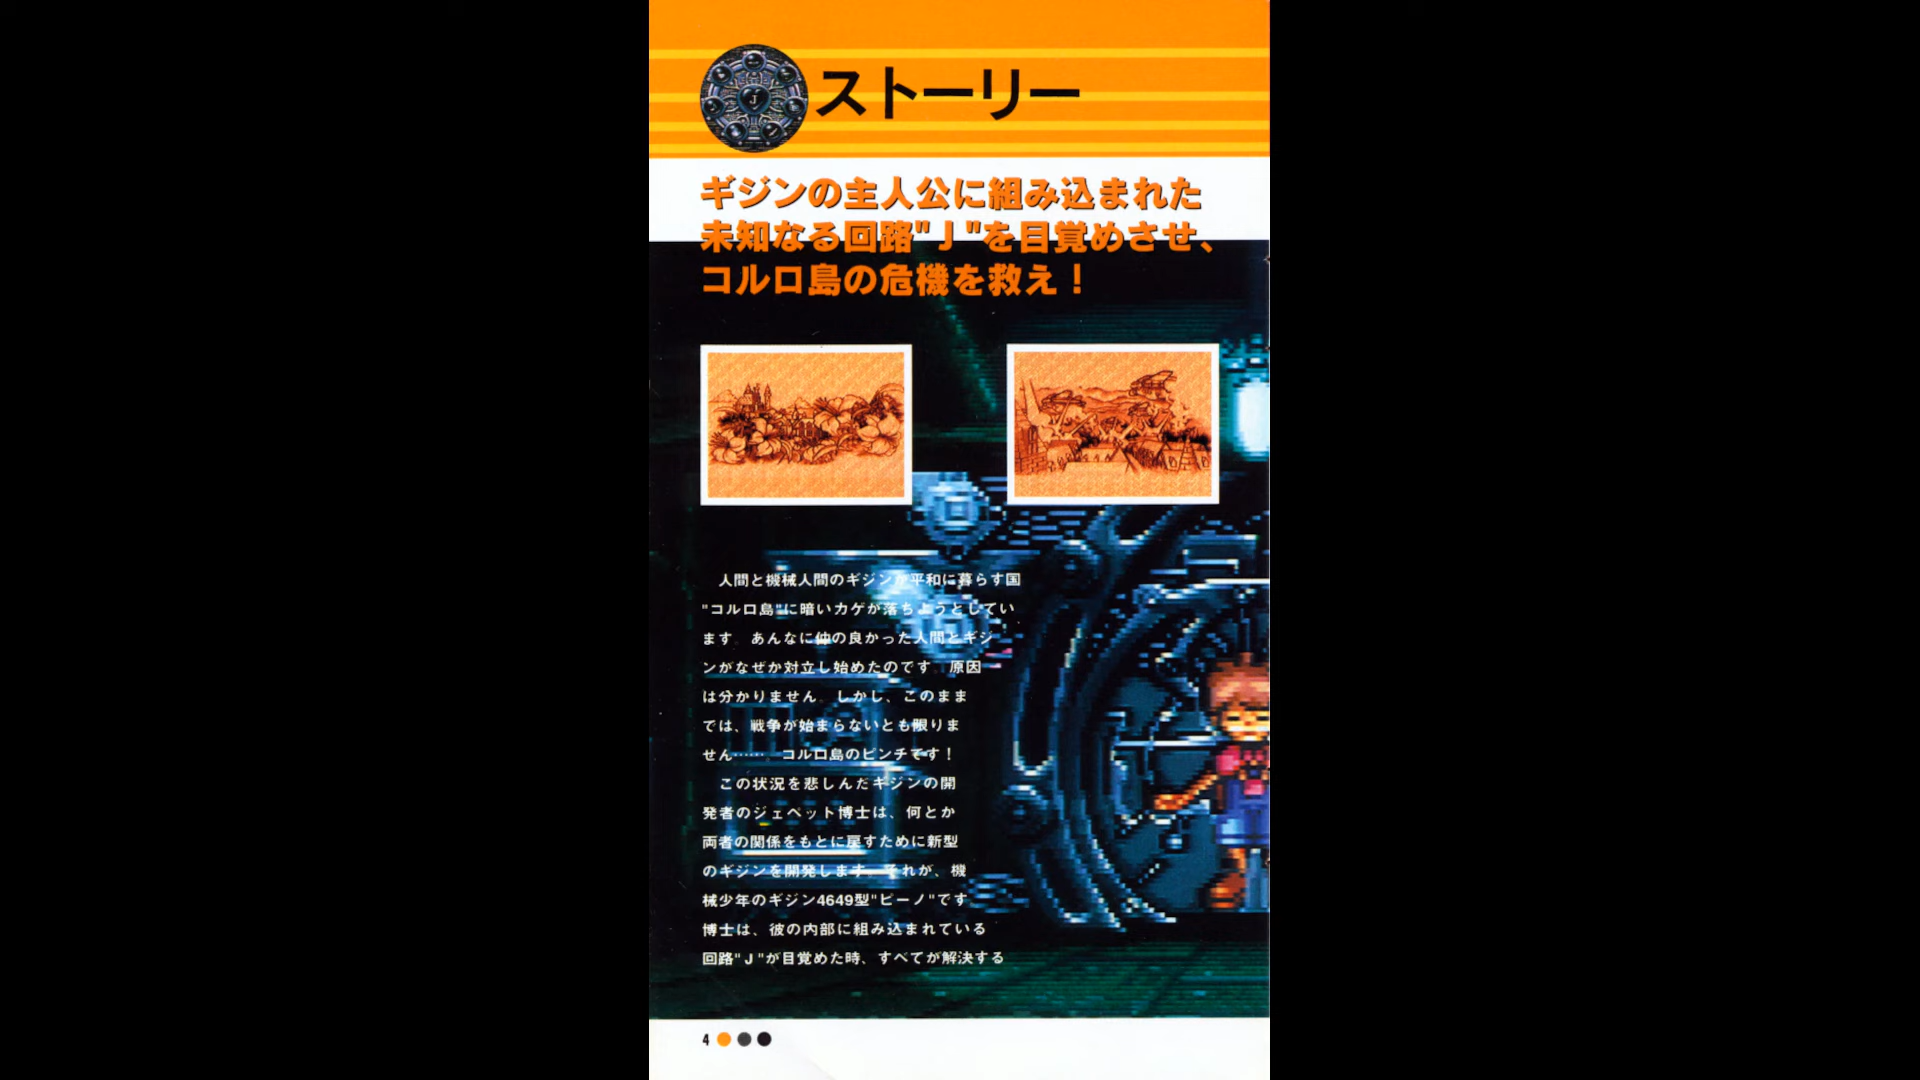 ストーリー
ギジンの主人公に組み込まれた
未知なる回路"J"を目覚めさせ、
コルロ島の危機を救え！
人間と機械人間のギジンが平和に暮らす国
"コルロ島"に暗いカゲが落ちようとしてい
ます。あんなに仲の良かった人間とギジ
ンがなぜか対立し始めたのです。原因
は分かりません。しかし、このまま
では、戦争が始まらないとも限りま
せん…… コルロ島のピンチです！
この状況を悲しんだギジンの開
発者のジェペット博士は、何とか
両者の関係をもとに戻すために新型
のギジンを開発します。それが、機
械少年のギジン4649型"ピーノ"です
博士は、彼の内部に組み込まれている
回路"J"が目覚めた時、すべてが解決する
4